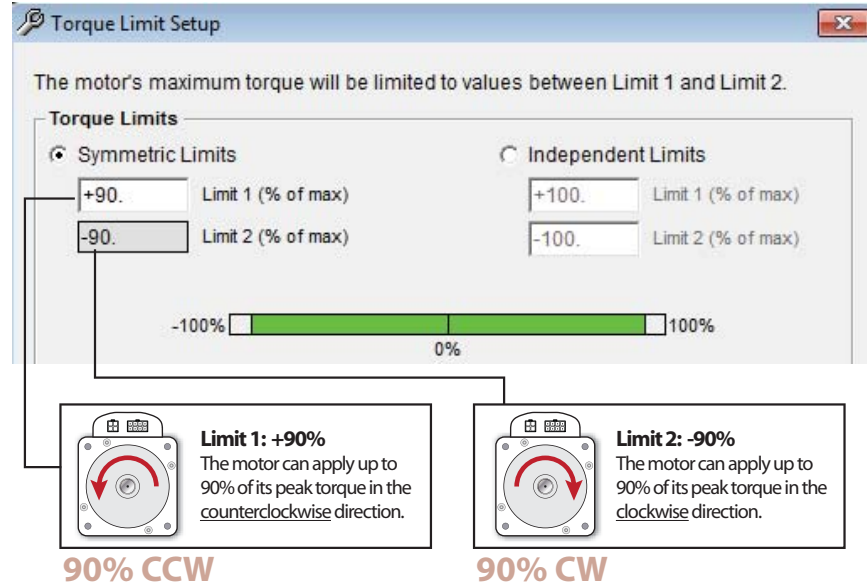 Torque Limit Setup
The motor's maximum torque will be limited to values between Limit 1 and Limit 2.
Torque Limits
Symmetric Limits
Independent Limits
+90. Limit 1 (% of max)
+100. Limit 1 (% of max)
-90. Limit 2 (% of max)
-100. Limit 2 (% of max)
-100%
100%
0%
Limit 1: +90%
The motor can apply up to
90% of its peak torque in the
counterclockwise direction.
90% CCW
Limit 2: -90%
The motor can apply up to
90% of its peak torque in the
clockwise direction.
90% CW